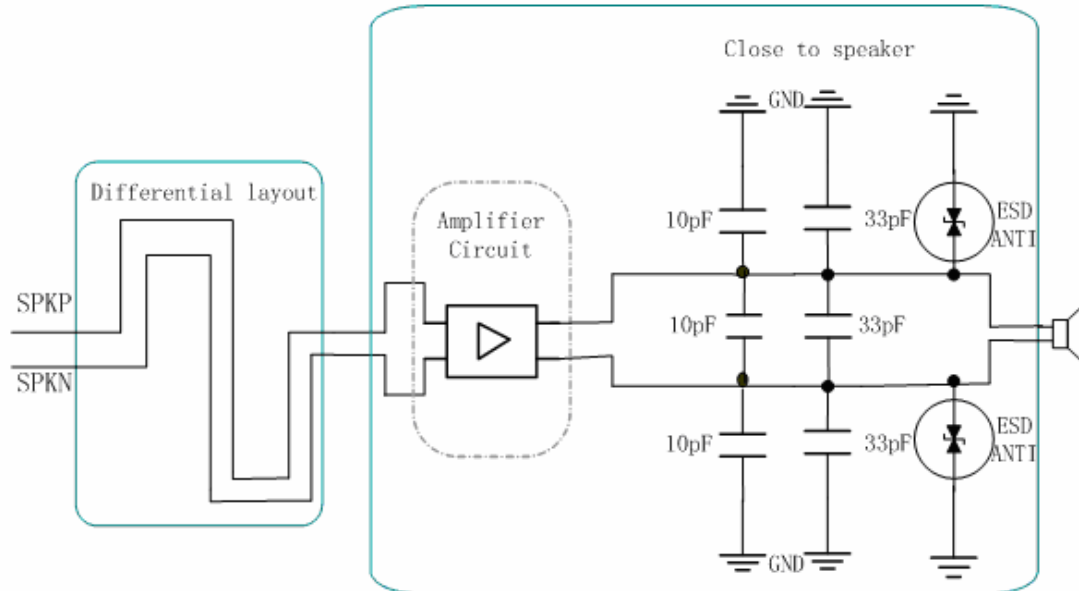 Close to speaker
GND
Differential layout
10pF
33pF
ESD
ANTI
Amplifier
Circuit
SPKP
10pF
33pF
SPKN
10pF
33pF
ESD
ANTI
GND